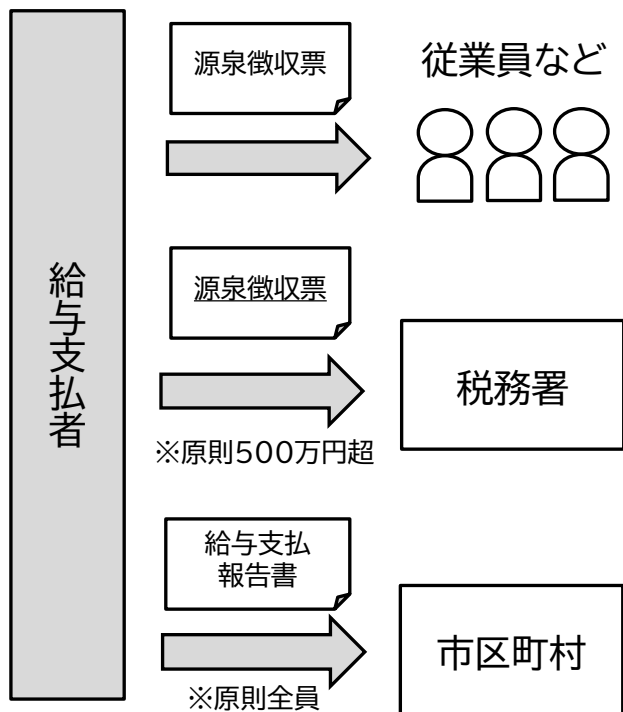 給与支払者
源泉徴収票
従業員など
源泉徴収票
税務署
※原則500万円超
給与支払
報告書
市区町村
※原則全員